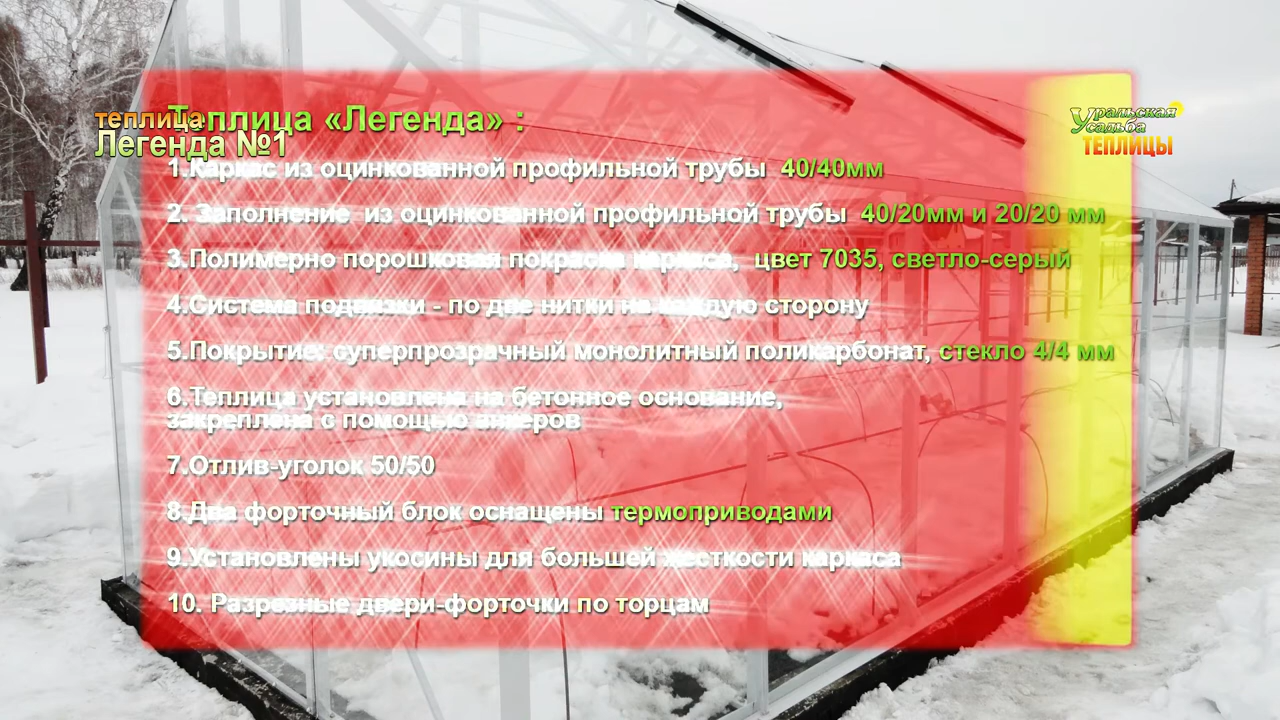 Теплица «Легенда» :
теплица
Легенда №1
Уральская
Усадьба
ТЕПЛИЦЫ
1.Каркас из оцинкованной профильной трубы 40/40мм
2. Заполнение из оцинкованной профильной трубы 40/20мм и 20/20 мм
3.Полимерно порошковая покраска каркаса, цвет 7035, светло-серый
4.Система подвязки - по две нитки на каждую сторону
5.Покрытие: суперпрозрачный монолитный поликарбонат, стекло 4/4 мм
6.Теплица установлена на бетонное основание,
закреплена с помощью анкеров
7.Отлив-уголок 50/50
8.Два форточный блок оснащены термоприводами
9.Установлены укосины для большей жесткости каркаса
10. Разрезные двери-форточки по торцам